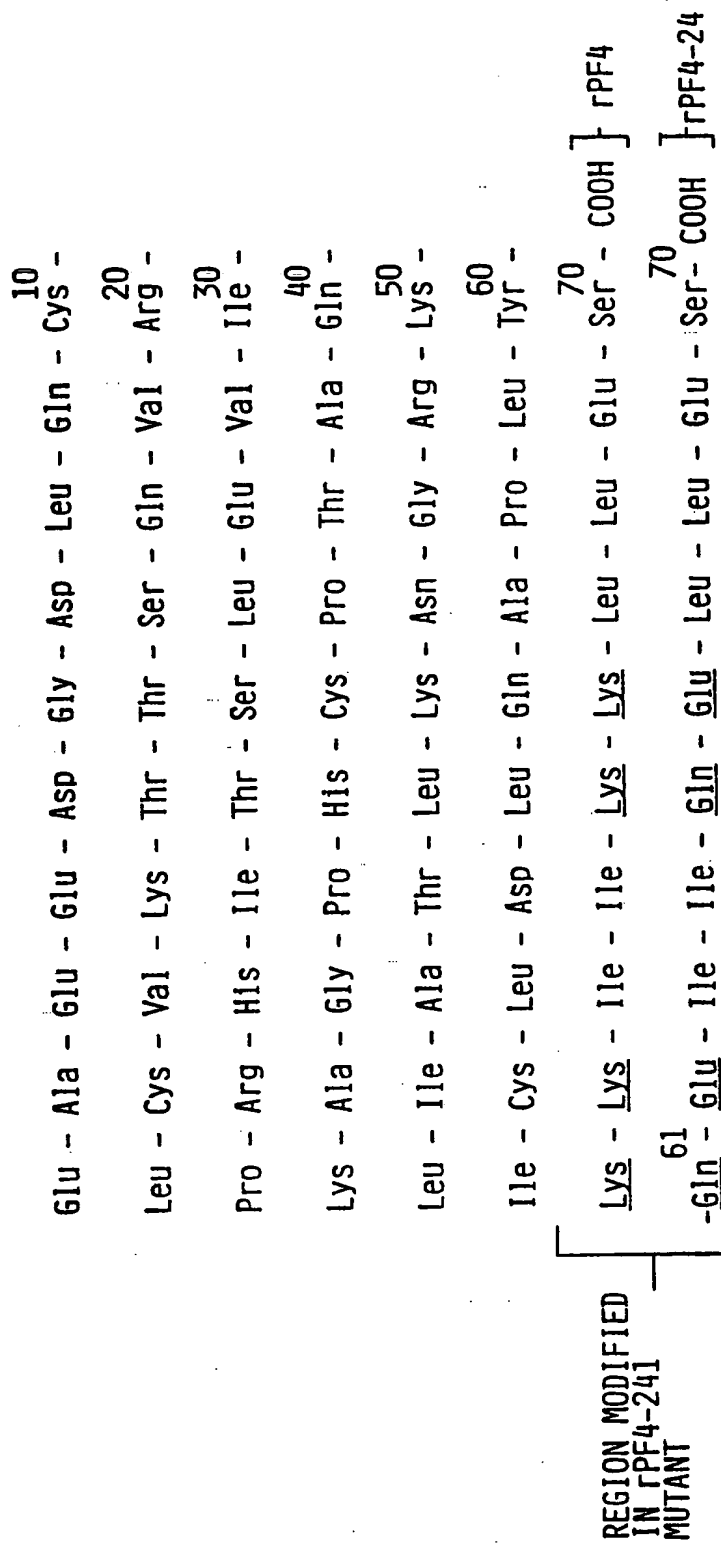 10
Glu - Ala - Glu - Glu - Asp - Gly - Asp - Leu - Gln - Cys -
20
Leu - Cys - Val - Lys - Thr - Thr - Ser - Gln - Val - Arg -
30
Pro - Arg - His - Ile - Thr - Ser - Leu - Glu - Val - Ile -
40
Lys - Ala - Gly - Pro - His - Cys - Pro - Thr - Ala - Gln -
50
Leu - Ile - Ala - Thr - Leu - Lys - Asn - Gly - Arg - Lys -
60
Ile - Cys - Leu - Asp - Leu - Gln - Ala - Pro - Leu - Tyr -
70
Lys - Lys - Ile - Ile - Lys - Lys - Leu - Leu - Glu - Ser - COOH } rPF4
61 70
-Gln - Glu - Ile - Ile - Gln - Glu - Leu - Leu - Glu - Ser- COOH } rPF4-24
REGION MODIFIED
IN rPF4-241
MUTANT